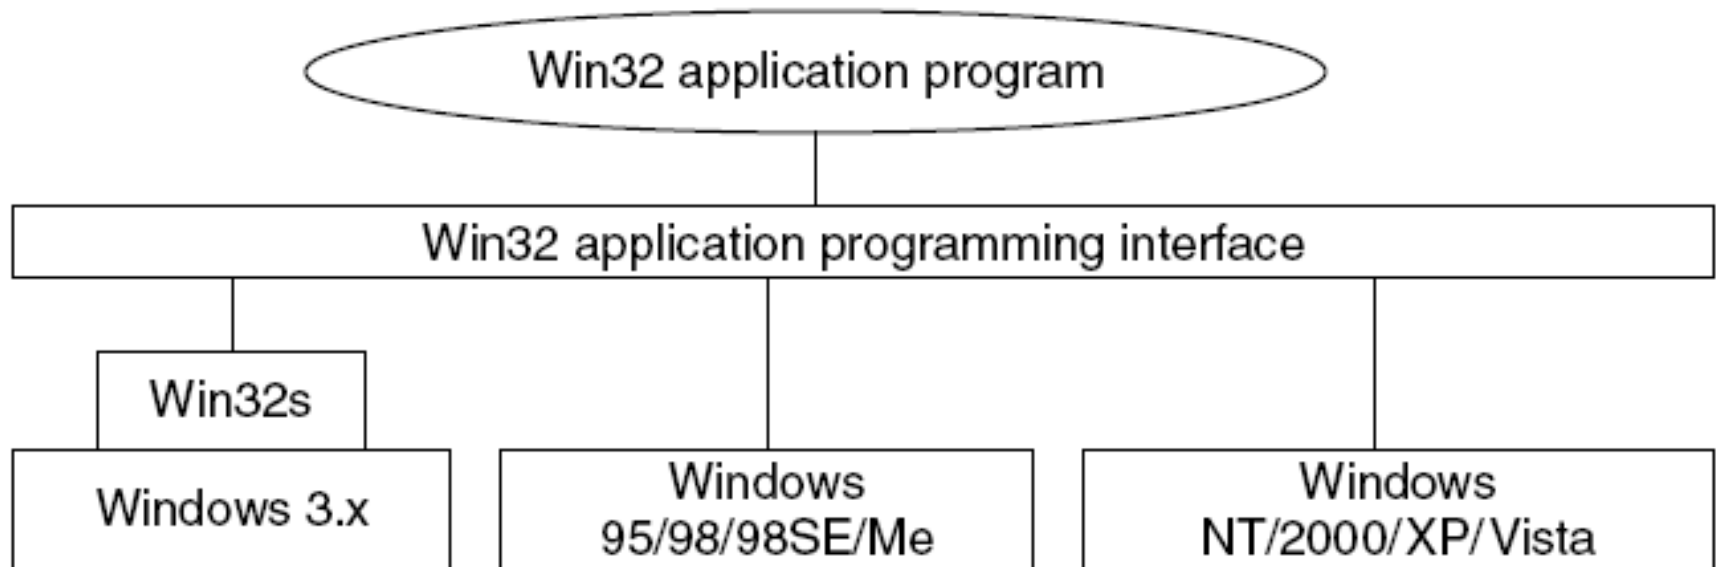 Win32 application program
Win32 application programming interface
Win32s
Windows 3.x
Windows
95/98/98SE/Me
Windows
NT/2000/XP/Vista